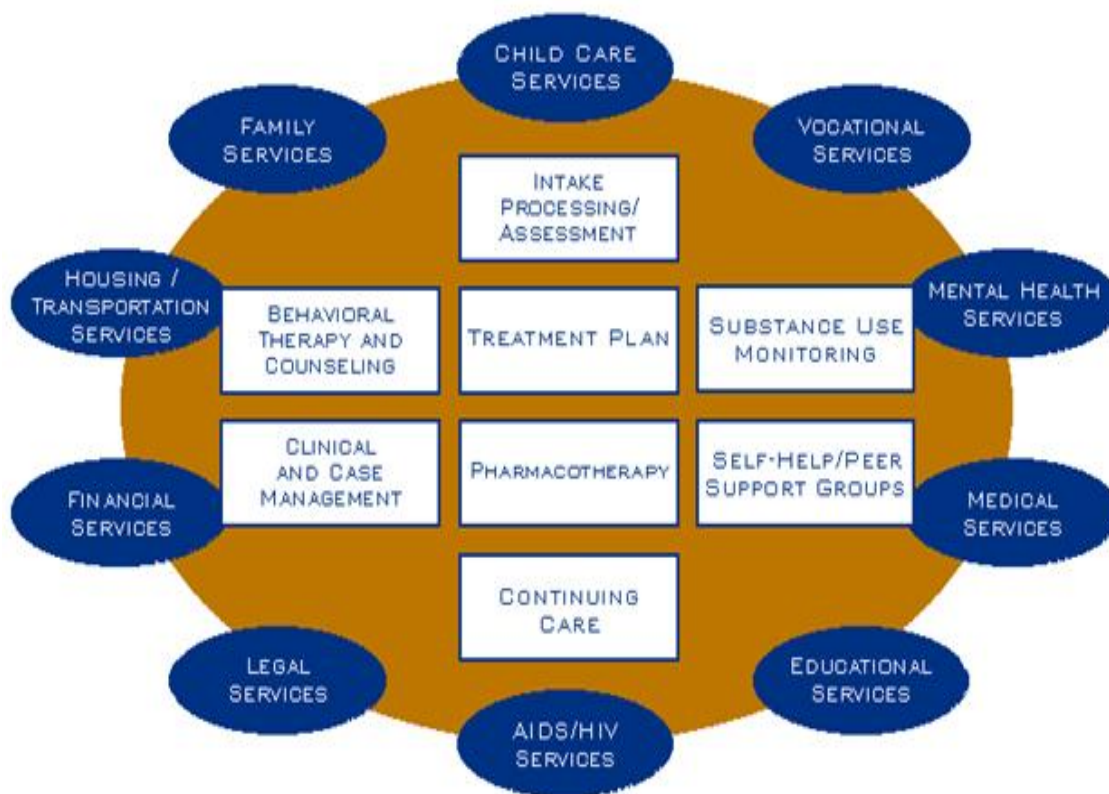 CHILD CARE
SERVICES
FAMILY
SERVICES
VOCATIONAL
SERVICES
INTAKE
PROCESSING/
ASSESSMENT
HOUSING /
TRANSPORTATION
SERVICES
BEHAVIORAL
THERAPY AND
COUNSELING
TREATMENT PLAN
SUBSTANCE USE
MONITORING
MENTAL HEALTH
SERVICES
FINANCIAL
SERVICES
CLINICAL
AND CASE
MANAGEMENT
PHARMACOTHERAPY
SELF-HELP/PEER
SUPPORT GROUPS
MEDICAL
SERVICES
CONTINUING
CARE
LEGAL
SERVICES
AIDS/HIV
SERVICES
EDUCATIONAL
SERVICES